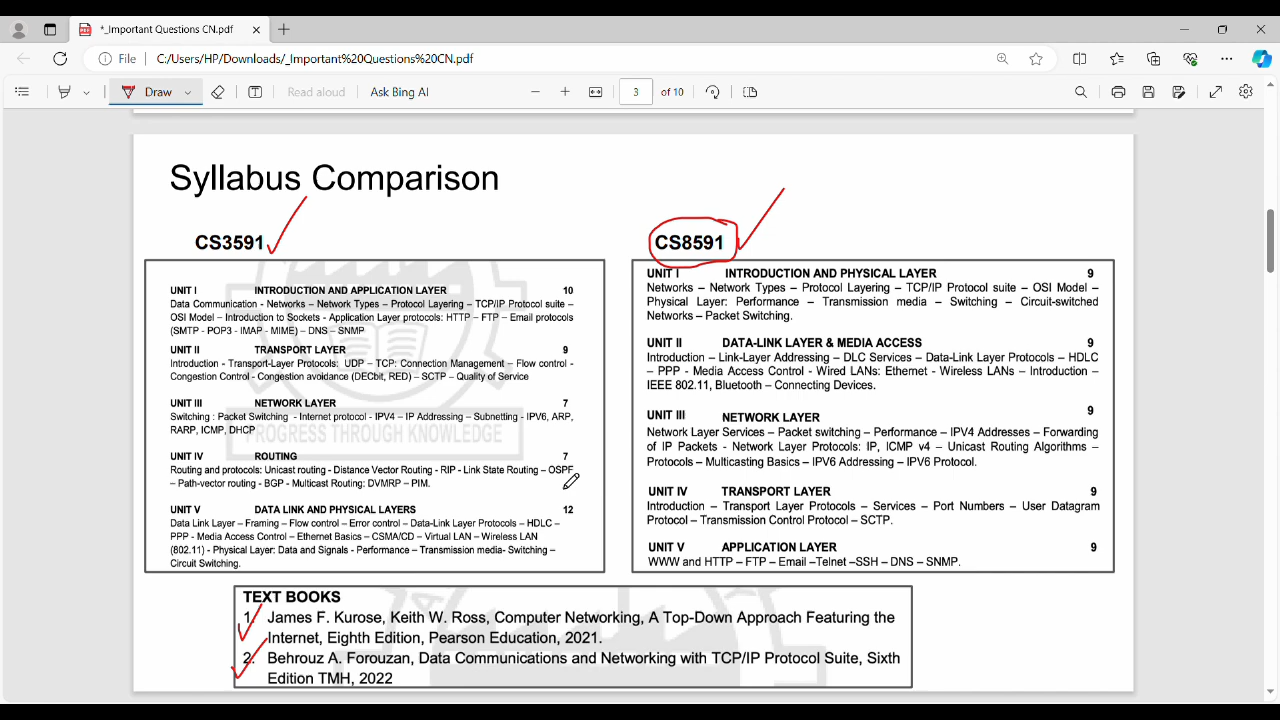 *_Important Questions CN.pdf
File
C:/Users/HP/Downloads/_Important%20Questions%20CN.pdf
Draw
Read aloud
Ask Bing AI
3
of 10
Syllabus Comparison
CS3591
UNIT I INTRODUCTION AND APPLICATION LAYER 10
Data Communication - Networks – Network Types – Protocol Layering – TCP/IP Protocol suite –
OSI Model – Introduction to Sockets - Application Layer protocols: HTTP – FTP – Email protocols
(SMTP - POP3 - IMAP - MIME) – DNS – SNMP
UNIT II TRANSPORT LAYER 9
Introduction - Transport-Layer Protocols: UDP – TCP: Connection Management – Flow control -
Congestion Control - Congestion avoidance (DECbit, RED) – SCTP – Quality of Service
UNIT III NETWORK LAYER 7
Switching : Packet Switching - Internet protocol - IPV4 – IP Addressing – Subnetting - IPV6, ARP,
RARP, ICMP, DHCP
UNIT IV ROUTING 7
Routing and protocols: Unicast routing - Distance Vector Routing - RIP - Link State Routing – OSPF
– Path-vector routing - BGP - Multicast Routing: DVMRP – PIM.
UNIT V DATA LINK AND PHYSICAL LAYERS 12
Data Link Layer – Framing – Flow control – Error control – Data-Link Layer Protocols – HDLC –
PPP - Media Access Control – Ethernet Basics – CSMA/CD – Virtual LAN – Wireless LAN
(802.11) - Physical Layer: Data and Signals - Performance – Transmission media- Switching –
Circuit Switching.
PROGRESS THROUGH KNOWLEDGE
CS8591
UNIT I INTRODUCTION AND PHYSICAL LAYER 9
Networks – Network Types – Protocol Layering – TCP/IP Protocol suite – OSI Model –
Physical Layer: Performance – Transmission media – Switching – Circuit-switched
Networks – Packet Switching.
UNIT II DATA-LINK LAYER & MEDIA ACCESS 9
Introduction – Link-Layer Addressing – DLC Services – Data-Link Layer Protocols – HDLC
– PPP - Media Access Control - Wired LANs: Ethernet - Wireless LANs – Introduction –
IEEE 802.11, Bluetooth – Connecting Devices.
UNIT III NETWORK LAYER 9
Network Layer Services – Packet switching – Performance – IPV4 Addresses – Forwarding
of IP Packets - Network Layer Protocols: IP, ICMP v4 – Unicast Routing Algorithms –
Protocols – Multicasting Basics – IPV6 Addressing – IPV6 Protocol.
UNIT IV TRANSPORT LAYER 9
Introduction – Transport Layer Protocols – Services – Port Numbers – User Datagram
Protocol – Transmission Control Protocol – SCTP.
UNIT V APPLICATION LAYER 9
WWW and HTTP – FTP – Email –Telnet –SSH – DNS – SNMP.
TEXT BOOKS
1. James F. Kurose, Keith W. Ross, Computer Networking, A Top-Down Approach Featuring the
Internet, Eighth Edition, Pearson Education, 2021.
2. Behrouz A. Forouzan, Data Communications and Networking with TCP/IP Protocol Suite, Sixth
Edition TMH, 2022